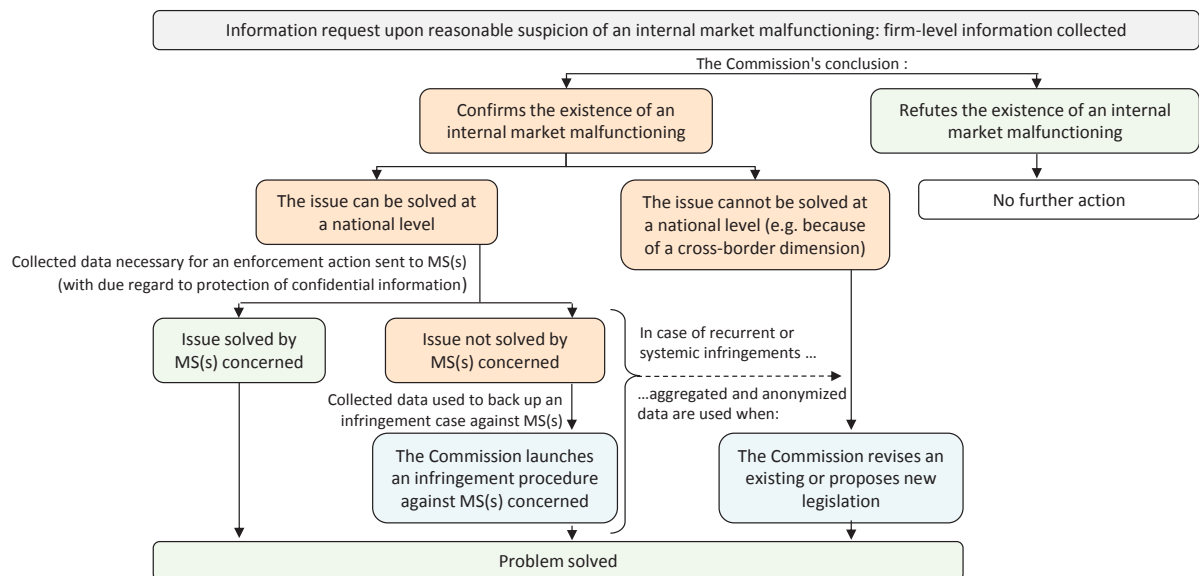 Information request upon reasonable suspicion of an internal market malfunctioning: firm-level information collected
The Commission's conclusion :
Confirms the existence of an
internal market malfunctioning
Refutes the existence of an internal
market malfunctioning
No further action
The issue can be solved at
a national level
The issue cannot be solved at
a national level (e.g. because
of a cross-border dimension)
Collected data necessary for an enforcement action sent to MS(s)
(with due regard to protection of confidential information)
Issue solved by
MS(s) concerned
Issue not solved by
MS(s) concerned
In case of recurrent or
systemic infringements ...
...aggregated and anonymized
data are used when:
Collected data used to back up an
infringement case against MS(s)
The Commission launches
an infringement procedure
against MS(s) concerned
The Commission revises an
existing or proposes new
legislation
Problem solved